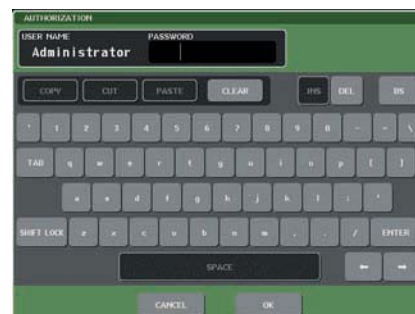 AUTHORIZATION
USER NAME PASSWORD
Administrator
COPY CUT PASTE CLEAR INS DEL BS
1 2 3 4 5 6 7 8 9 0 - = \
TAB q w e r t y u i o p [ ]
a s d f g h j k l ; '
SHIFT LOCK z x c v b n m , . / ENTER
SPACE ← →
CANCEL OK